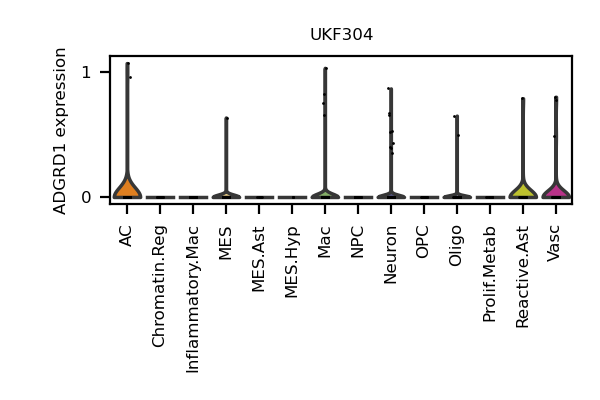 UKF304
ADGRD1 expression
1
0
AC
Chromatin.Reg
Inflammatory.Mac
MES
MES.Ast
MES.Hyp
Mac
NPC
Neuron
OPC
Oligo
Prolif.Metab
Reactive.Ast
Vasc